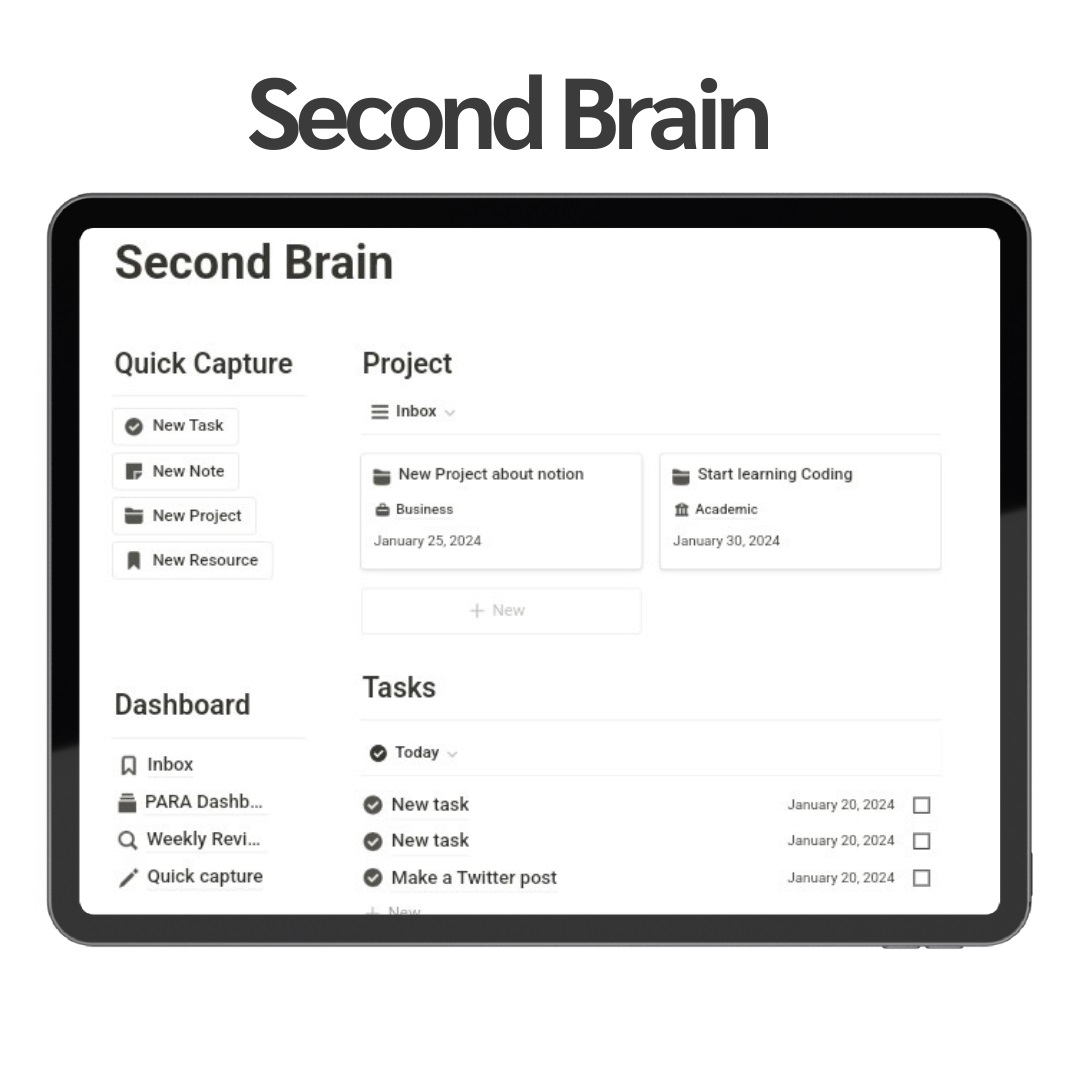 Second Brain
Second Brain
Quick Capture
New Task
New Note
New Project
New Resource
Project
Inbox
New Project about notion
Business
January 25, 2024
Start learning Coding
Academic
January 30, 2024
+ New
Dashboard
Inbox
PARA Dashb...
Weekly Revi...
Quick capture
Tasks
Today
New task January 20, 2024
New task January 20, 2024
Make a Twitter post January 20, 2024
+ New